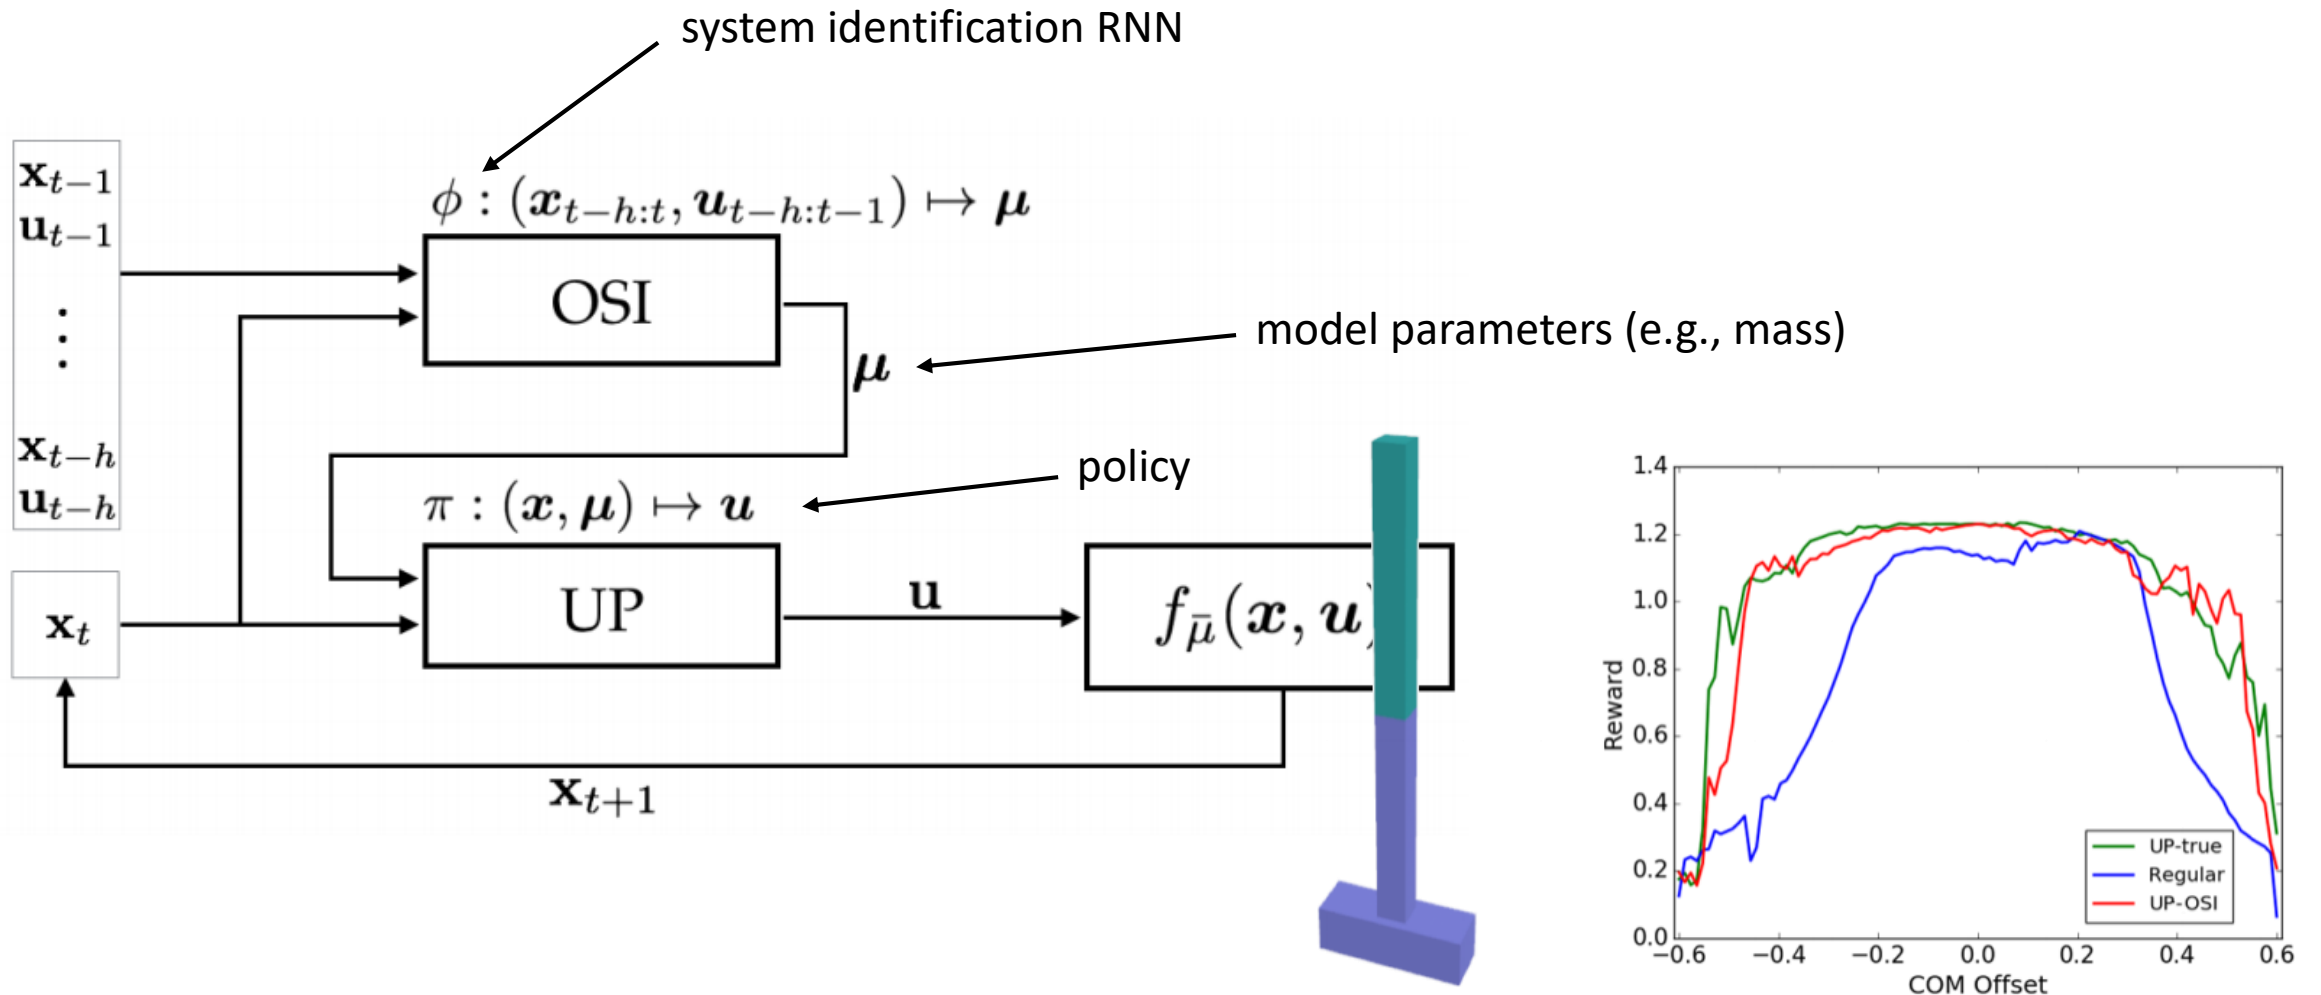 system identification RNN
x_{t−1}
u_{t−1}
⋮
x_{t−h}
u_{t−h}
ϕ : (x_{t−h:t}, u_{t−h:t−1}) ↦ μ
OSI
μ
model parameters (e.g., mass)
policy
π : (x, μ) ↦ u
x_t
UP
u
f_{\bar{μ}}(x, u)
x_{t+1}
Reward
1.4
1.2
1.0
0.8
0.6
0.4
0.2
0.0
UP-true
Regular
UP-OSI
−0.6 −0.4 −0.2 0.0 0.2 0.4 0.6
COM Offset